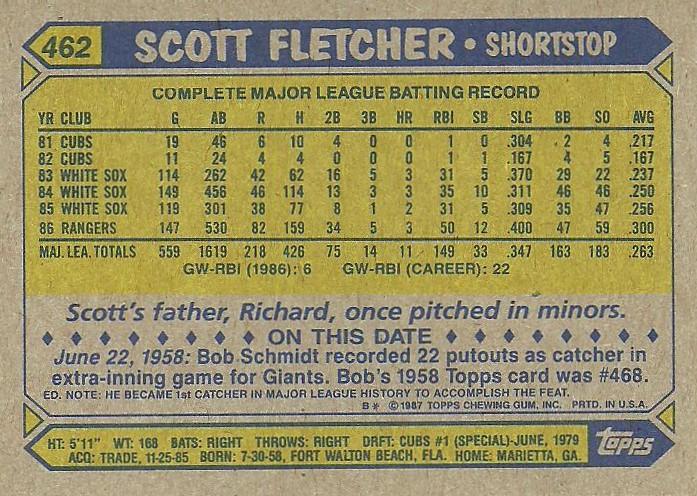 462 SCOTT FLETCHER • SHORTSTOP
COMPLETE MAJOR LEAGUE BATTING RECORD
YR CLUB G AB R H 2B 3B HR RBI SB SLG BB SO AVG
81 CUBS 19 46 6 10 4 0 0 1 0 .304 2 4 .217
82 CUBS 11 24 4 4 0 0 0 1 1 .167 4 5 .167
83 WHITE SOX 114 262 42 62 16 5 3 31 5 .370 29 22 .237
84 WHITE SOX 149 456 46 114 13 3 3 35 10 .311 46 46 .250
85 WHITE SOX 119 301 38 77 8 1 2 31 5 .309 35 47 .256
86 RANGERS 147 530 82 159 34 5 3 50 12 .400 47 59 .300
MAJ. LEA. TOTALS 559 1619 218 426 75 14 11 149 33 .347 163 183 .263
GW-RBI (1986): 6 GW-RBI (CAREER): 22
Scott's father, Richard, once pitched in minors.
♦ ♦ ♦ ♦ ♦ ♦ ♦ ♦ ON THIS DATE ♦ ♦ ♦ ♦ ♦ ♦ ♦ ♦
June 22, 1958: Bob Schmidt recorded 22 putouts as catcher in
extra-inning game for Giants. Bob's 1958 Topps card was #468.
ED. NOTE: HE BECAME 1st CATCHER IN MAJOR LEAGUE HISTORY TO ACCOMPLISH THE FEAT.
B* ©1987 TOPPS CHEWING GUM, INC. PRTD. IN U.S.A.
HT: 5'11" WT: 168 BATS: RIGHT THROWS: RIGHT DRFT: CUBS #1 (SPECIAL)-JUNE, 1979
ACQ: TRADE, 11-25-85 BORN: 7-30-58, FORT WALTON BEACH, FLA. HOME: MARIETTA, GA.
topps